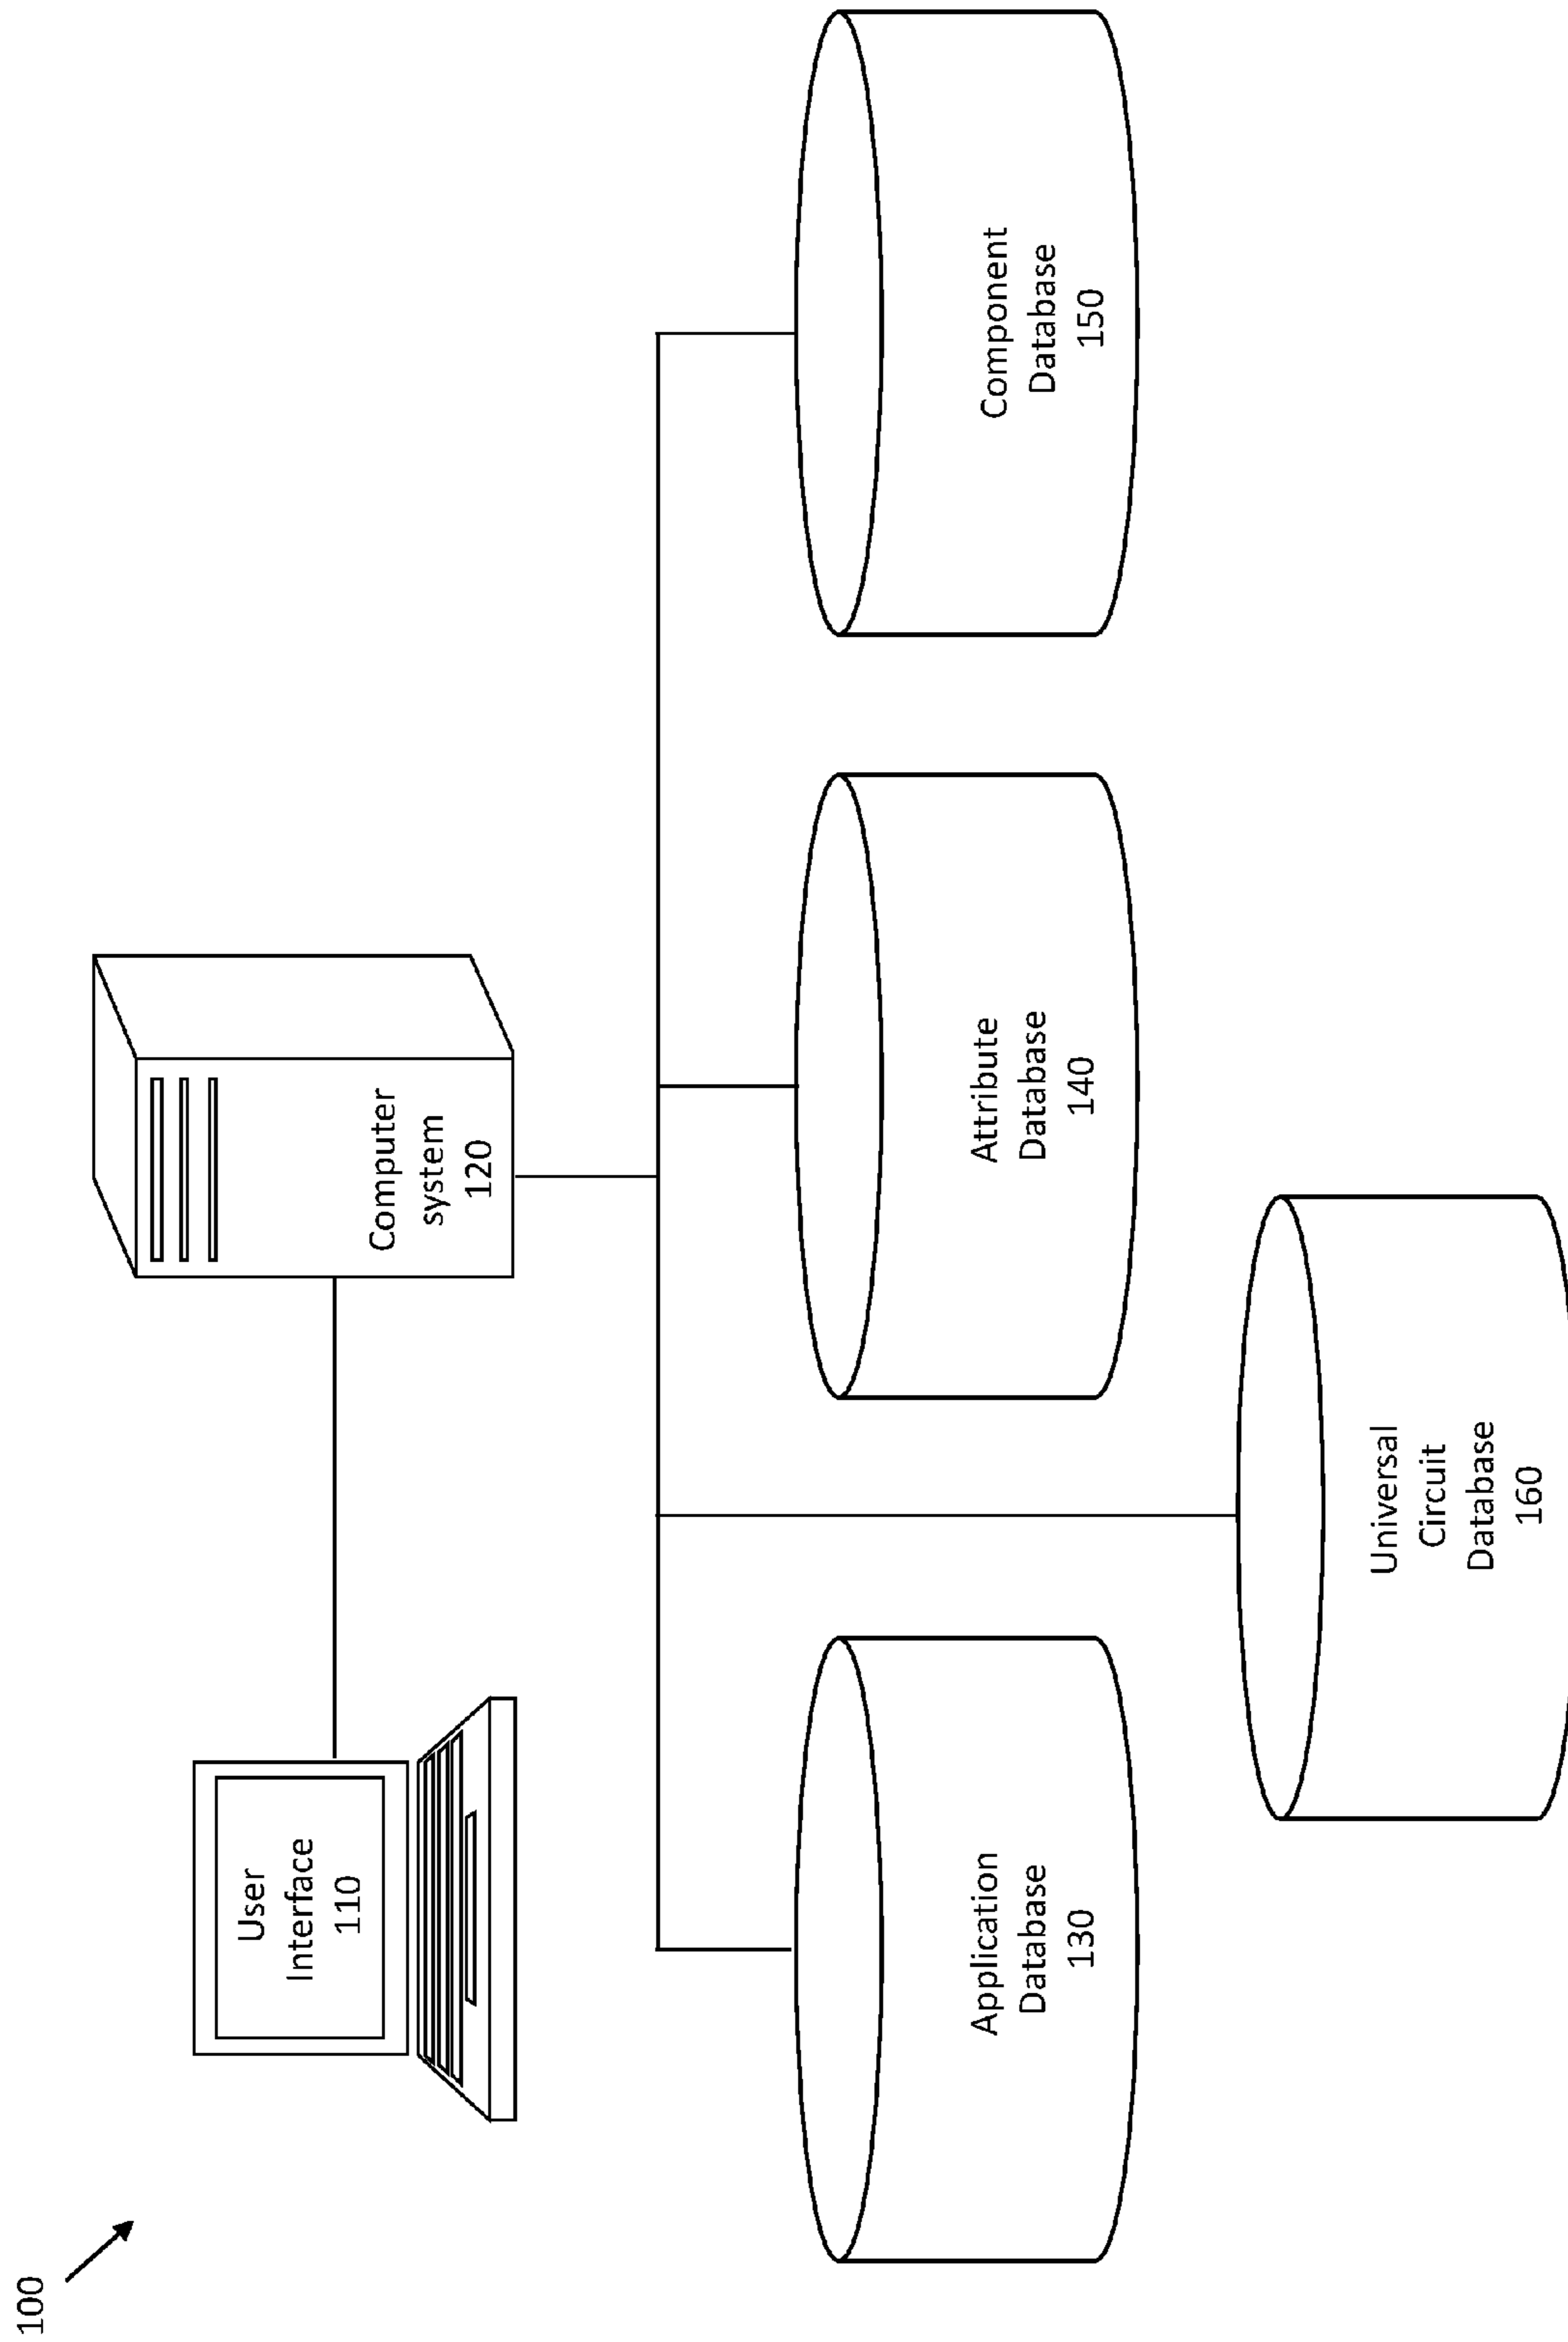 100
User
Interface
110
Computer
system
120
Application
Database
130
Attribute
Database
140
Component
Database
150
Universal
Circuit
Database
160